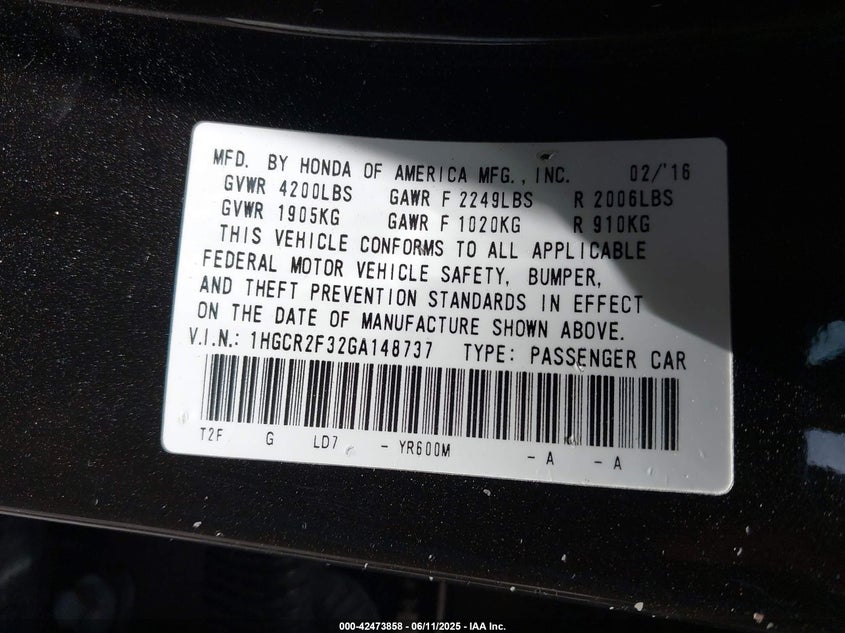 MFD. BY HONDA OF AMERICA MFG., INC. 02/'16
GVWR 4200LBS GAWR F 2249LBS R 2006LBS
GVWR 1905KG GAWR F 1020KG R 910KG
THIS VEHICLE CONFORMS TO ALL APPLICABLE
FEDERAL MOTOR VEHICLE SAFETY, BUMPER,
AND THEFT PREVENTION STANDARDS IN EFFECT
ON THE DATE OF MANUFACTURE SHOWN ABOVE.
V.I.N.: 1HGCR2F32GA148737 TYPE: PASSENGER CAR
T2F G LD7 - YR600M - A - A
000-42473858 - 06/11/2025 - IAA Inc.